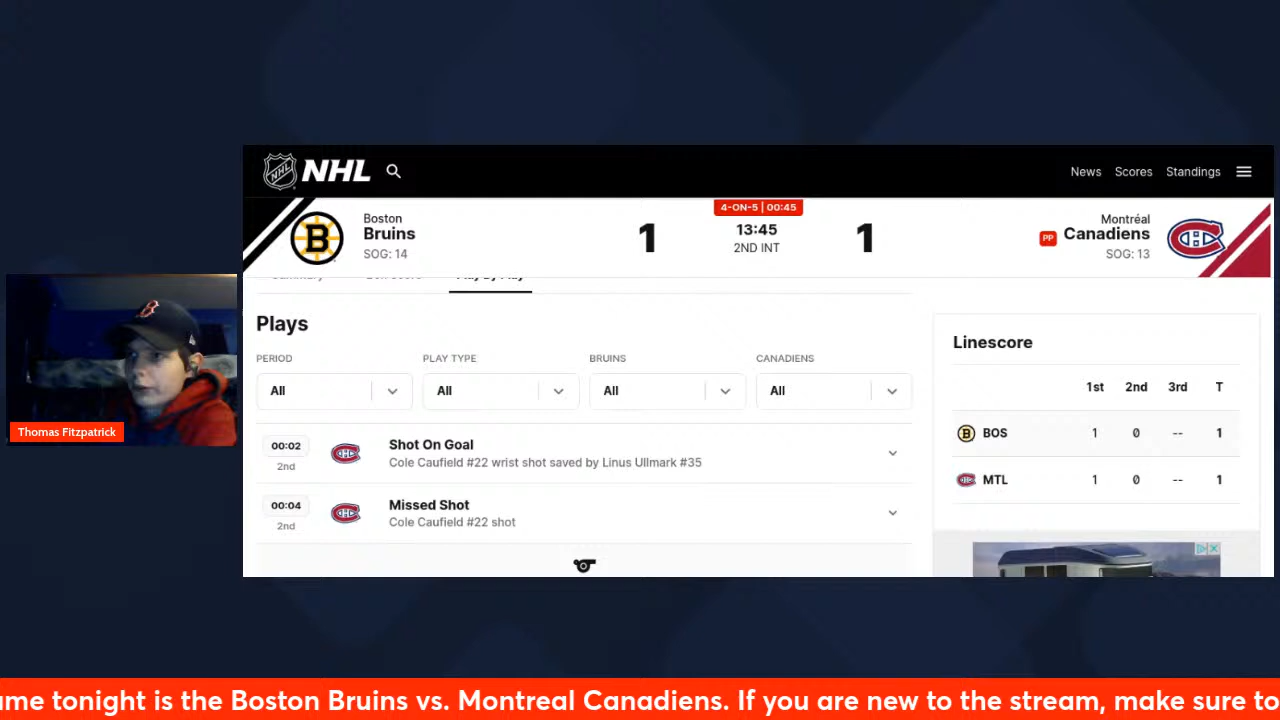 NHL
News Scores Standings
4-ON-5 | 00:45
Boston
Bruins
SOG: 14
1
13:45
2ND INT
1
Montréal
PP Canadiens
SOG: 13
Play By Play
Plays
PERIOD PLAY TYPE BRUINS CANADIENS
All All All All
00:02
2nd
Shot On Goal
Cole Caufield #22 wrist shot saved by Linus Ullmark #35
00:04
2nd
Missed Shot
Cole Caufield #22 shot
Linescore
1st 2nd 3rd T
BOS 1 0 -- 1
MTL 1 0 -- 1
Thomas Fitzpatrick
ame tonight is the Boston Bruins vs. Montreal Canadiens. If you are new to the stream, make sure to